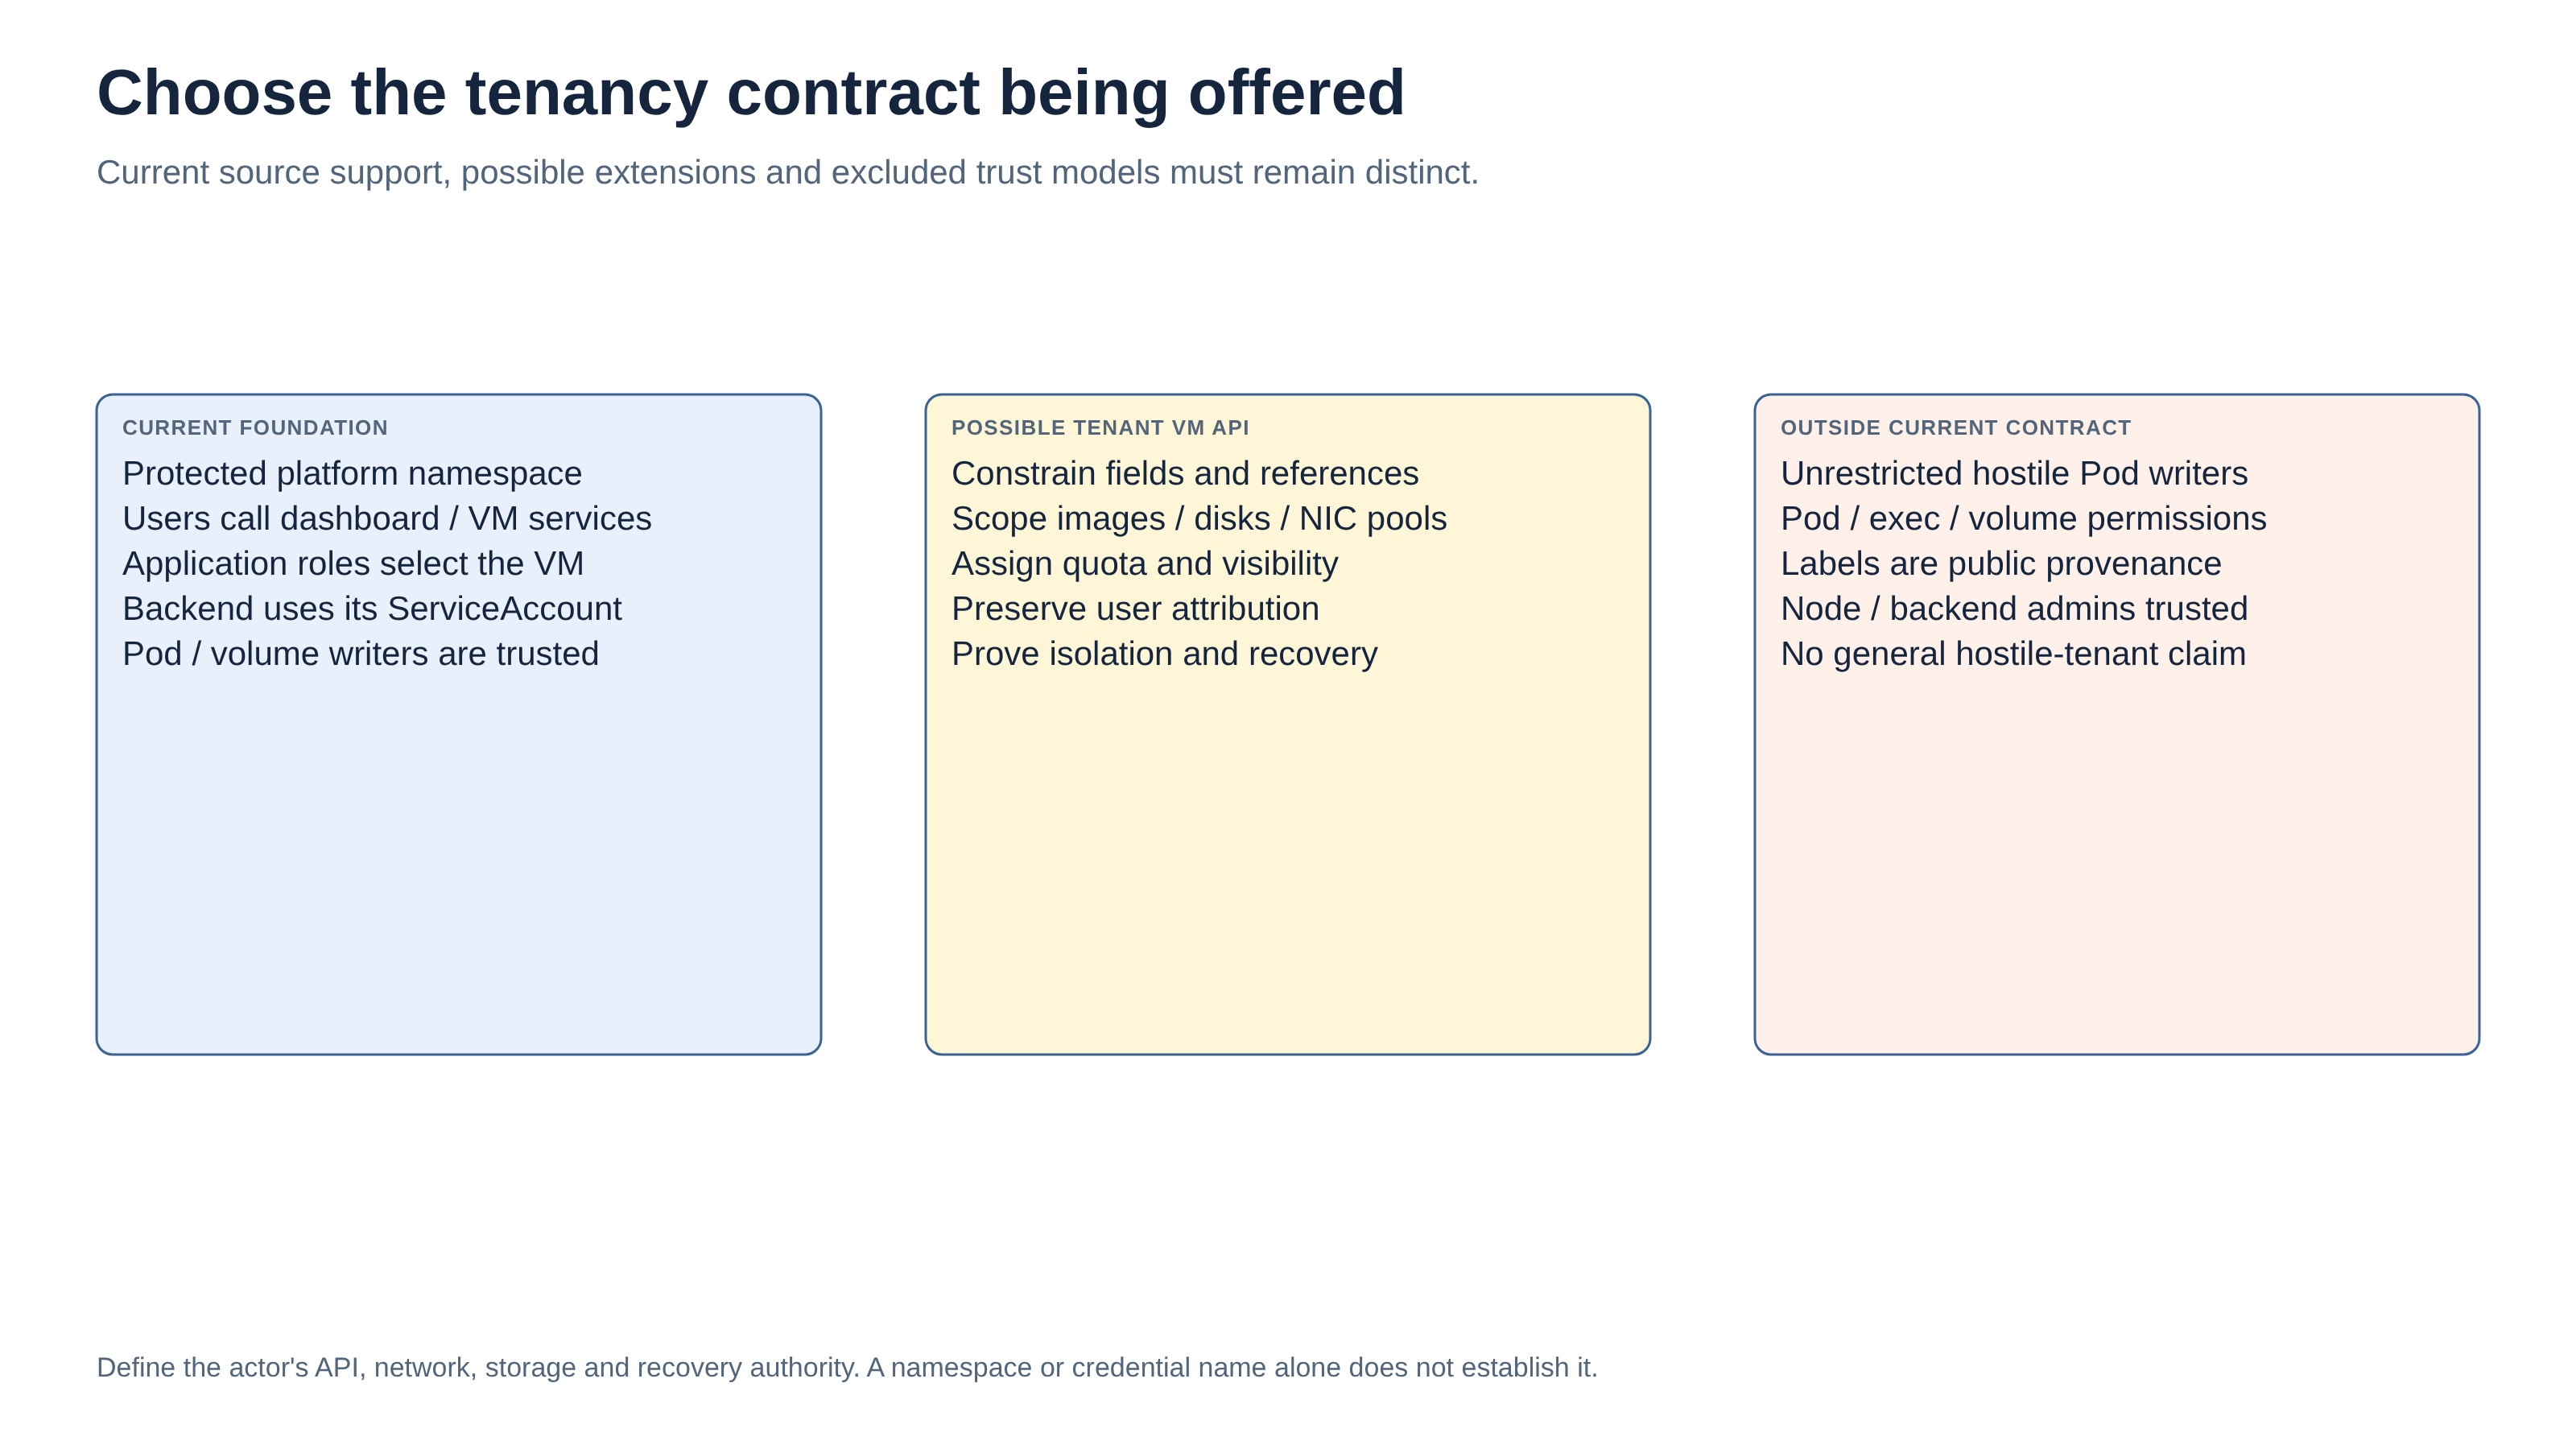 Choose the tenancy contract being offered
Current source support, possible extensions and excluded trust models must remain distinct.
CURRENT FOUNDATION
Protected platform namespace
Users call dashboard / VM services
Application roles select the VM
Backend uses its ServiceAccount
Pod / volume writers are trusted
POSSIBLE TENANT VM API
Constrain fields and references
Scope images / disks / NIC pools
Assign quota and visibility
Preserve user attribution
Prove isolation and recovery
OUTSIDE CURRENT CONTRACT
Unrestricted hostile Pod writers
Pod / exec / volume permissions
Labels are public provenance
Node / backend admins trusted
No general hostile-tenant claim
Define the actor's API, network, storage and recovery authority. A namespace or credential name alone does not establish it.